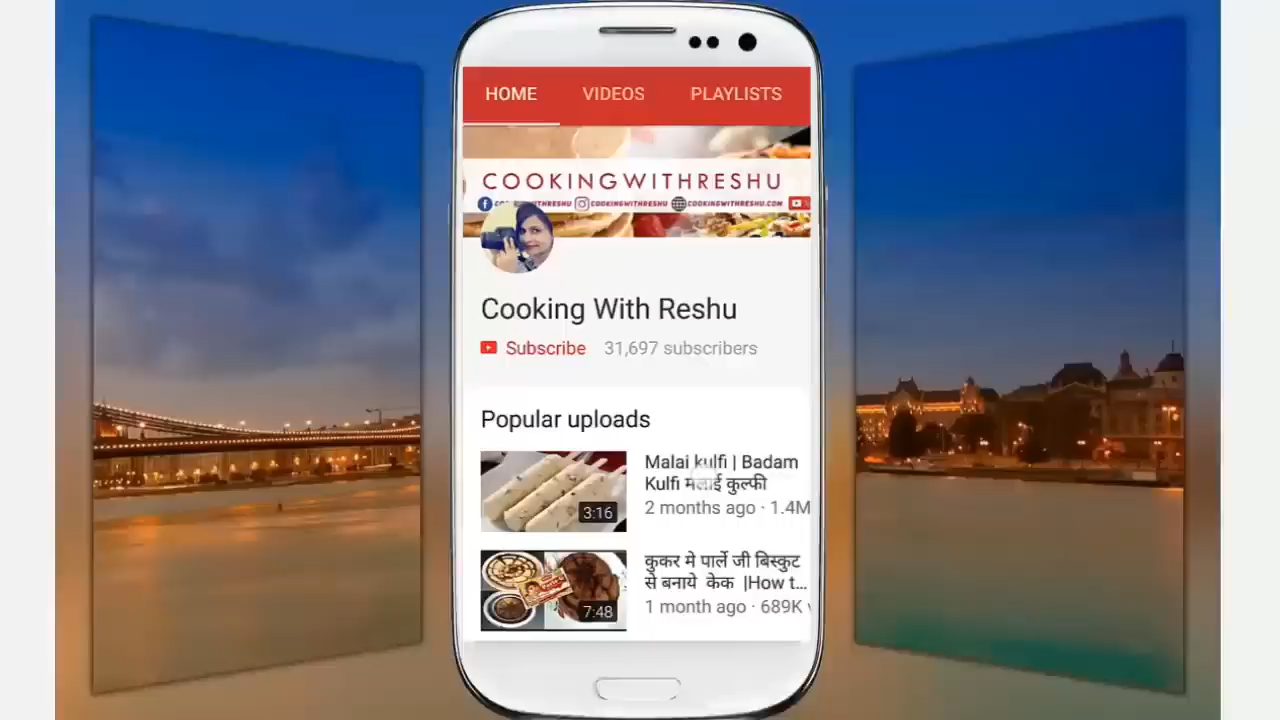 HOME VIDEOS PLAYLISTS
COOKINGWITHRESHU
COOKINGWITHRESHU COOKINGWITHRESHU.COM
Cooking With Reshu
Subscribe 31,697 subscribers
Popular uploads
Malai kulfi | Badam
Kulfi मलाई कुल्फी
2 months ago · 1.4M
3:16
कुकर मे पार्ले जी बिस्कुट
से बनाये केक |How t...
1 month ago · 689K
7:48